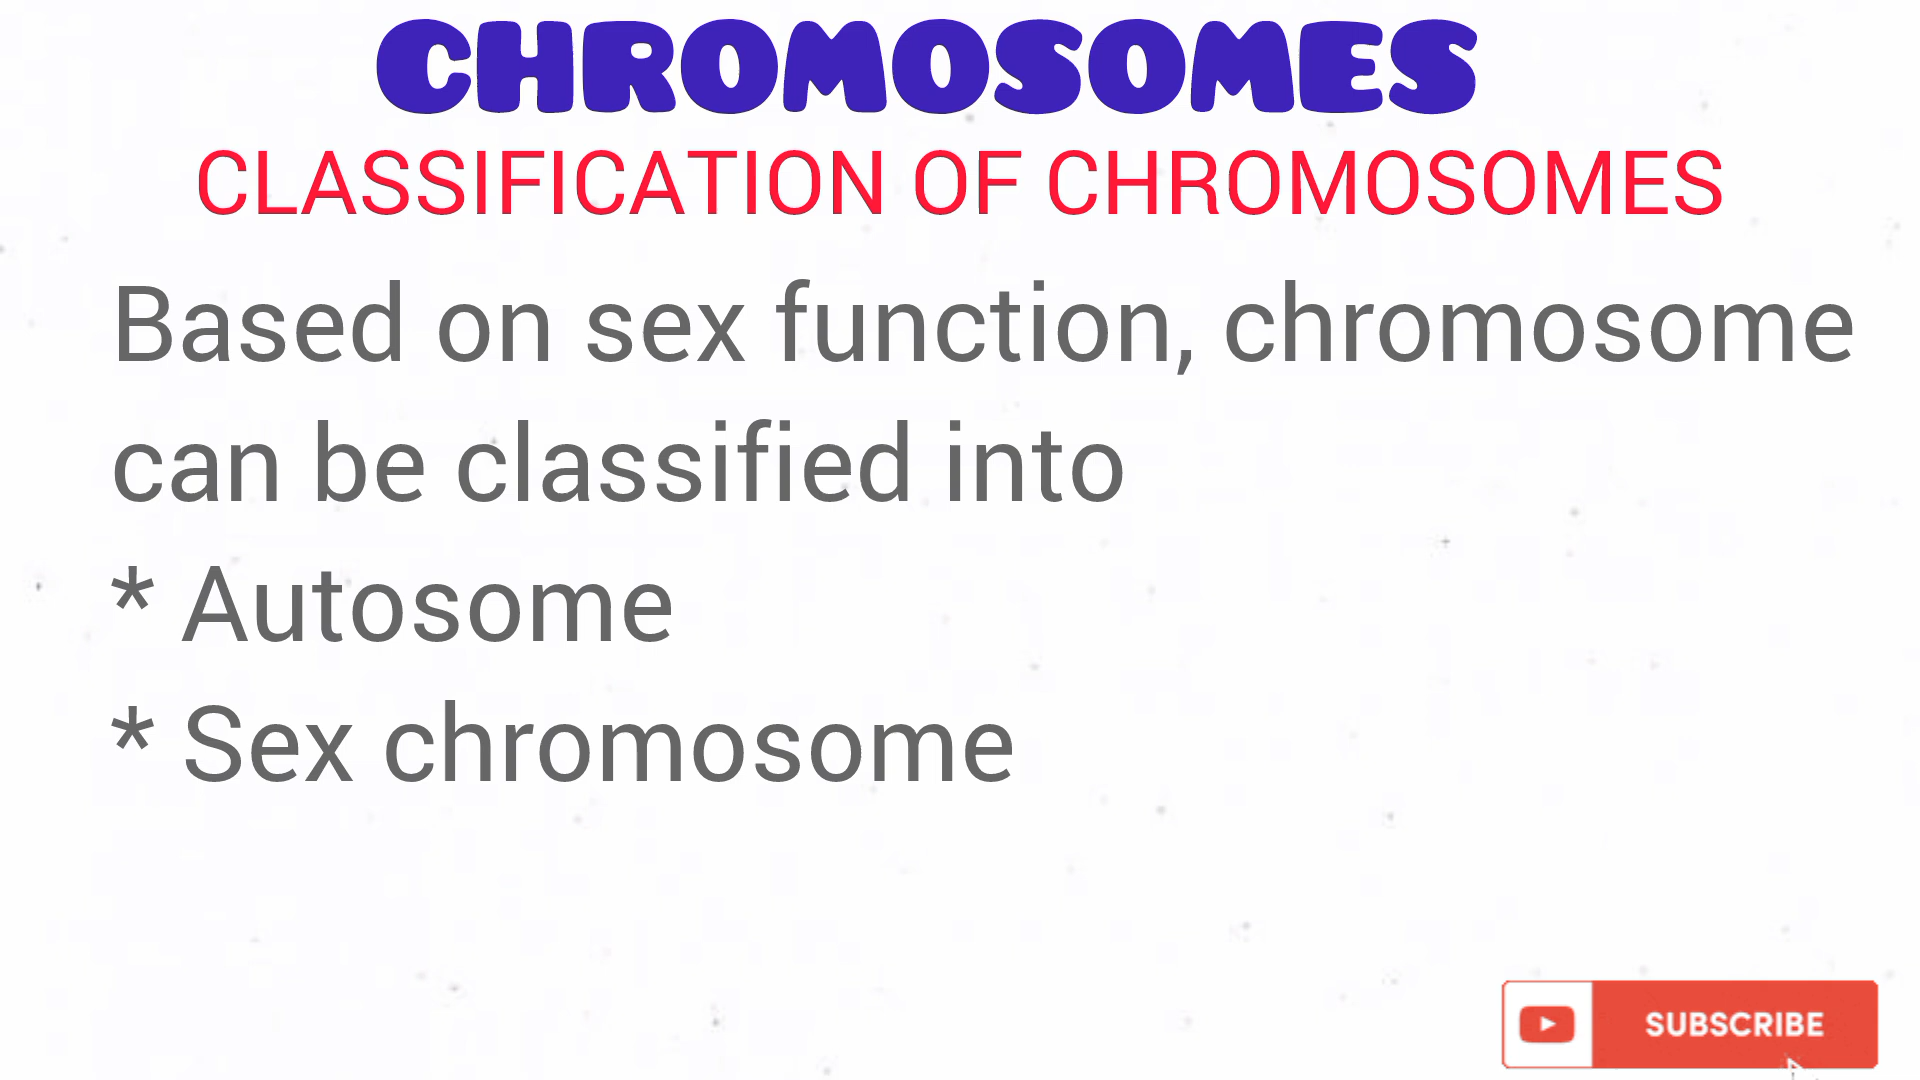 CHROMOSOMES
CLASSIFICATION OF CHROMOSOMES
Based on sex function, chromosome
can be classified into
* Autosome
* Sex chromosome
SUBSCRIBE